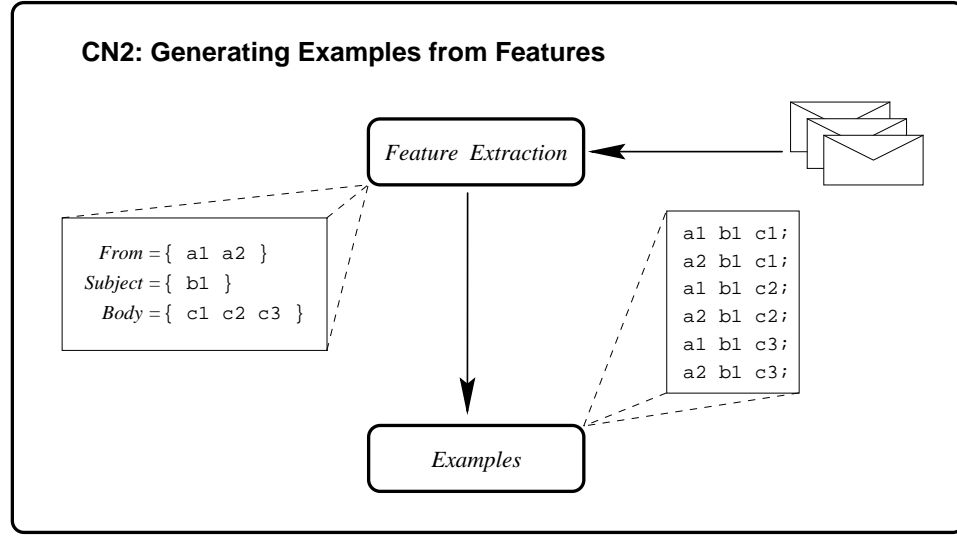 CN2: Generating Examples from Features
Feature Extraction
From = { a1 a2 }
Subject = { b1 }
Body = { c1 c2 c3 }
a1 b1 c1;
a2 b1 c1;
a1 b1 c2;
a2 b1 c2;
a1 b1 c3;
a2 b1 c3;
Examples